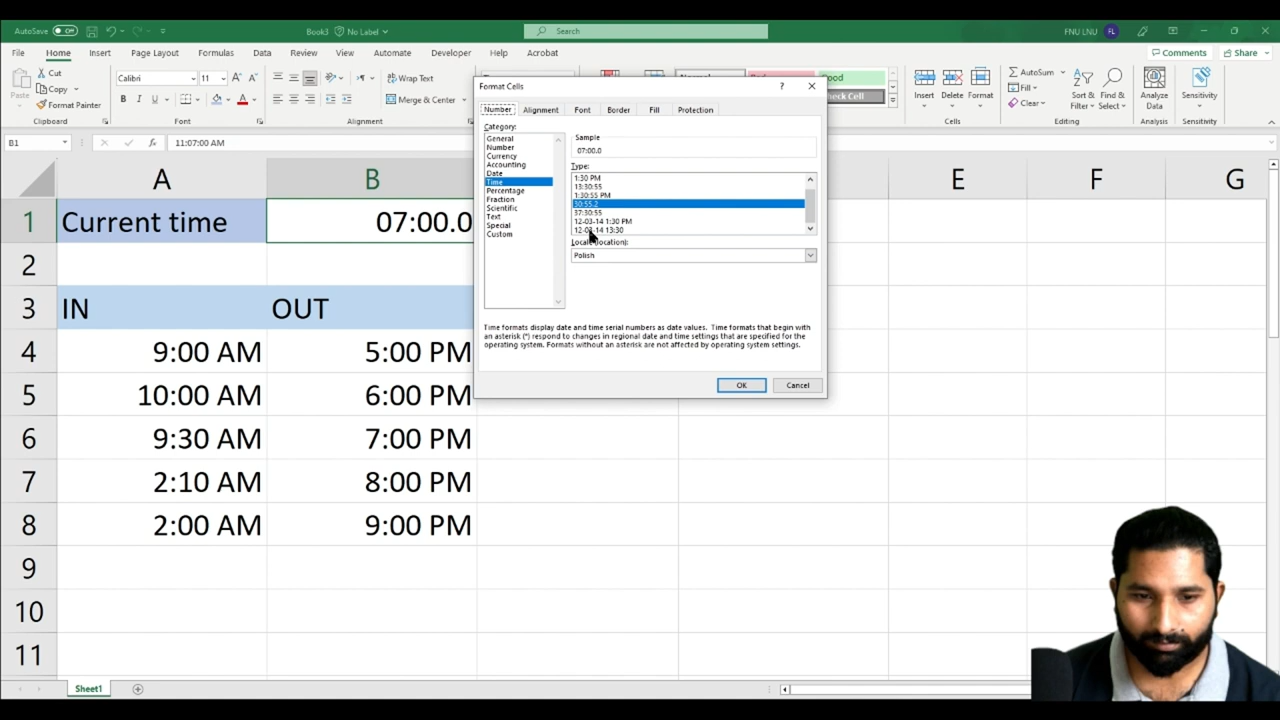 AutoSave Off Book3 No Label Search FNU LNU FL
File Home Insert Draw Page Layout Formulas Data Review View Automate Developer Help Acrobat Comments Share
Cut
Copy
Format Painter
Paste
Calibri 11
B I U
Wrap Text
Merge & Center
Insert Delete Format
AutoSum
Fill
Clear
Sort &
Filter
Find &
Select
Analyze
Data
Sensitivity
Clipboard Font Alignment Cells Editing Analysis Sensitivity
B1 11:07:00 AM
Format Cells
Number Alignment Font Border Fill Protection
Category:
General
Number
Currency
Accounting
Date
Time
Percentage
Fraction
Scientific
Text
Special
Custom
Sample
07:00.0
Type:
1:30 PM
13:30:55
1:30:55 PM
30:55.2
37:30:55
12-03-14 1:30 PM
12-03-14 13:30
Locale (location):
Polish
Time formats display date and time serial numbers as date values. Time formats that begin with
an asterisk (*) respond to changes in regional date and time settings that are specified for the
operating system. Formats without an asterisk are not affected by operating system settings.
OK Cancel
A B E F G
1 Current time 07:00.0
2
3 IN OUT
4 9:00 AM 5:00 PM
5 10:00 AM 6:00 PM
6 9:30 AM 7:00 PM
7 2:10 AM 8:00 PM
8 2:00 AM 9:00 PM
9
10
11
Sheet1